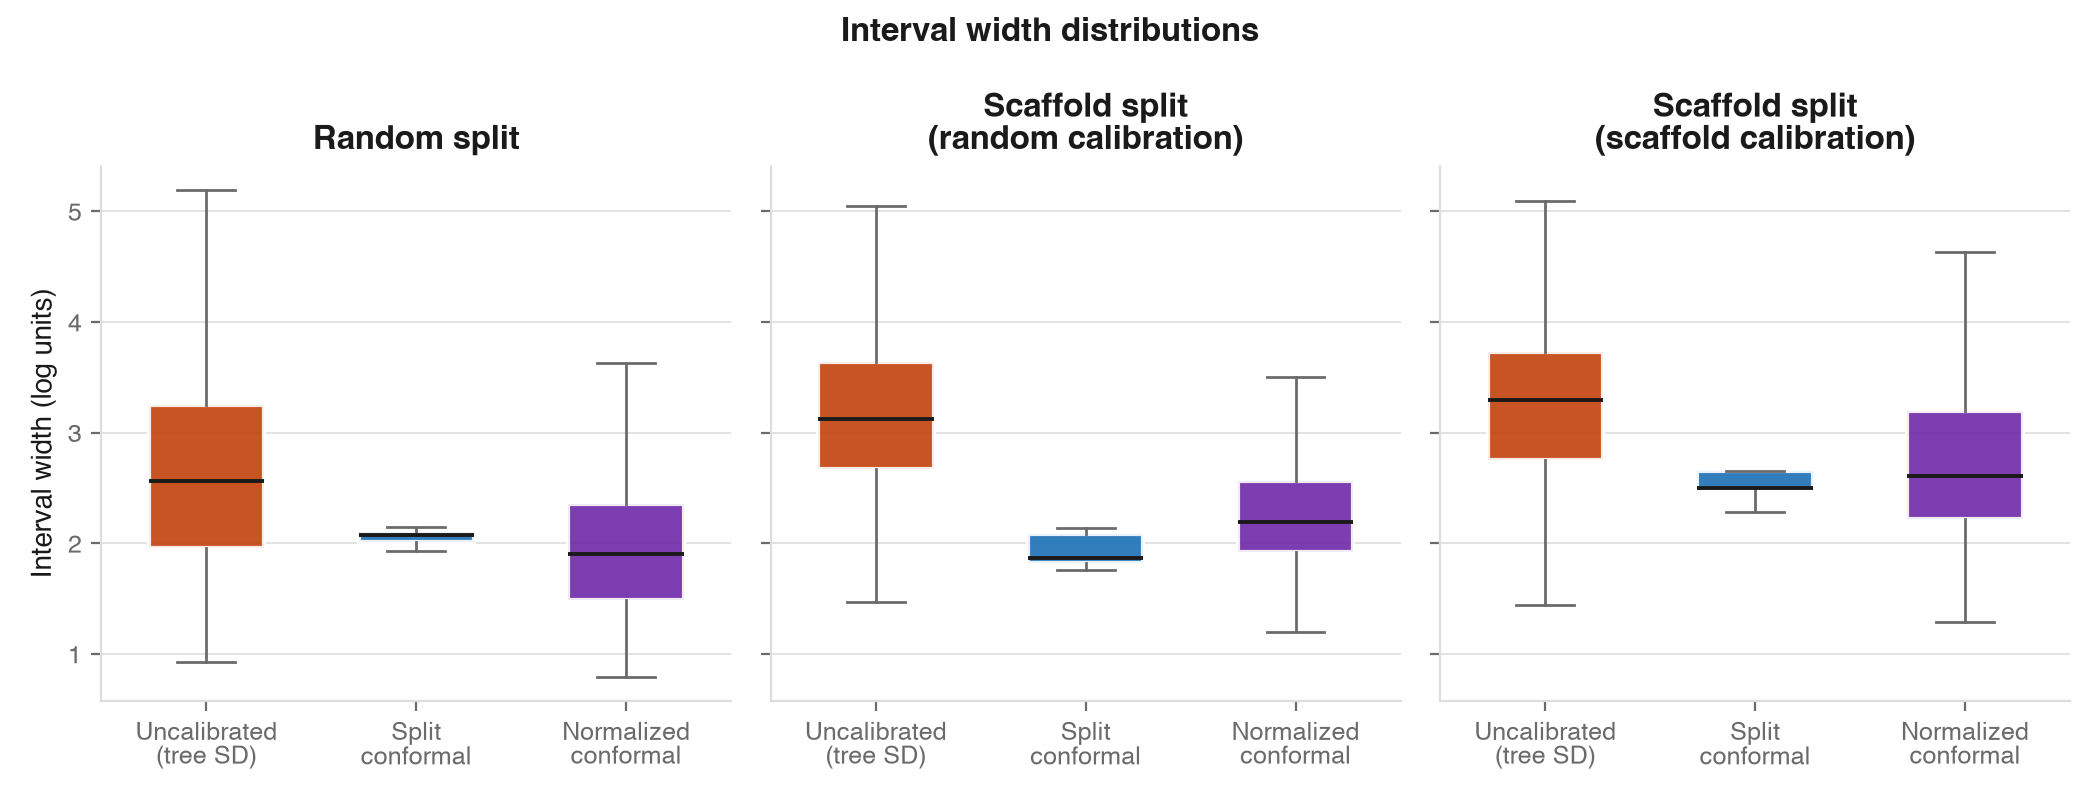 Interval width distributions
Random split
Scaffold split
(random calibration)
Scaffold split
(scaffold calibration)
Interval width (log units)
5
4
3
2
1
Uncalibrated
(tree SD)
Split
conformal
Normalized
conformal
Uncalibrated
(tree SD)
Split
conformal
Normalized
conformal
Uncalibrated
(tree SD)
Split
conformal
Normalized
conformal